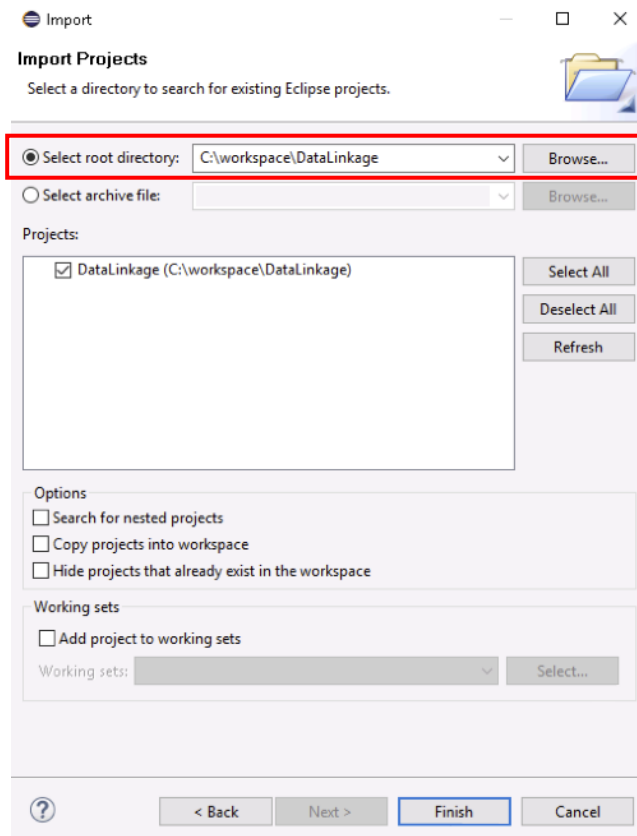 Import
Import Projects
Select a directory to search for existing Eclipse projects.
Select root directory: C:\workspace\DataLinkage Browse...
Select archive file: Browse...
Projects:
DataLinkage (C:\workspace\DataLinkage)
Select All
Deselect All
Refresh
Options
Search for nested projects
Copy projects into workspace
Hide projects that already exist in the workspace
Working sets
Add project to working sets
Working sets: Select...
? < Back Next > Finish Cancel